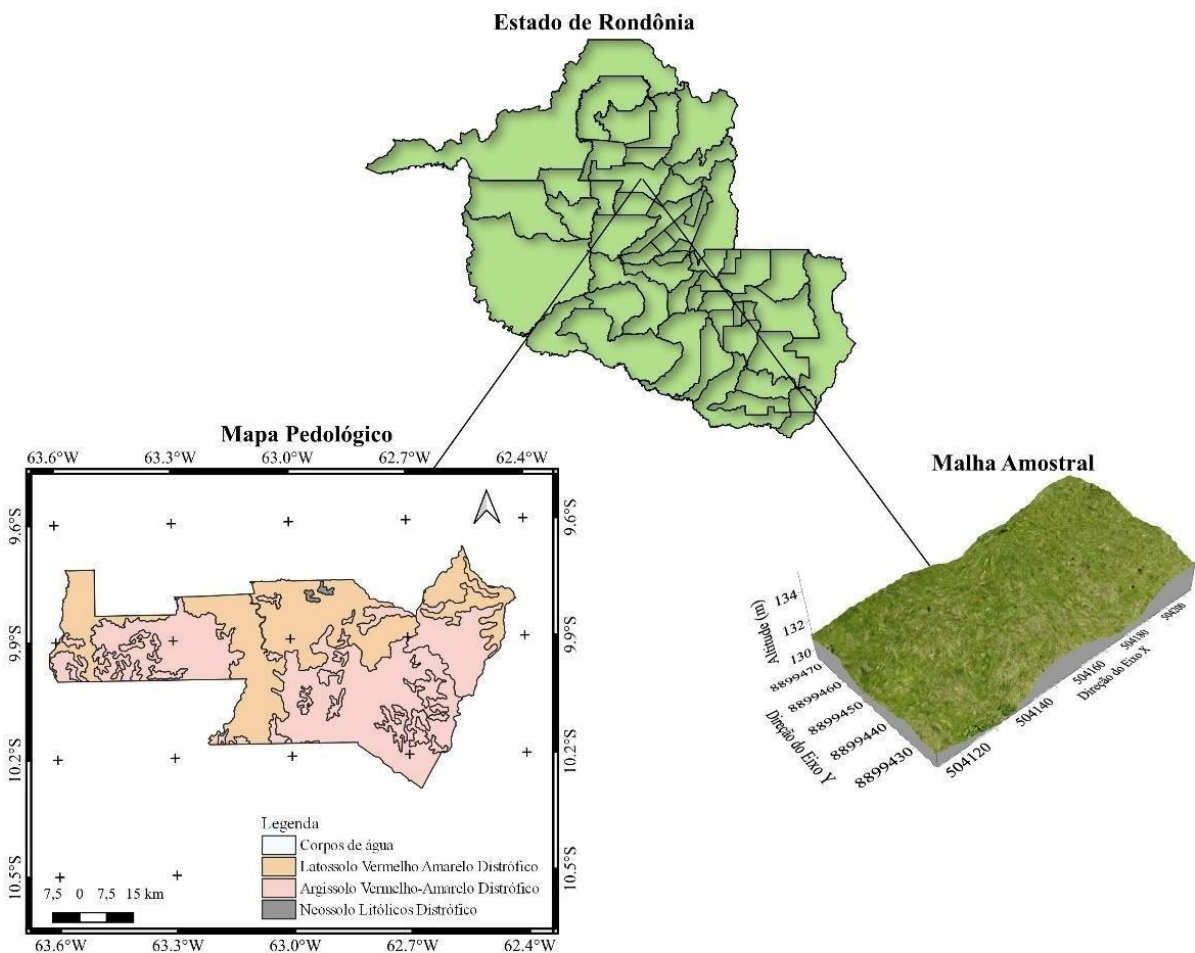 Estado de Rondônia
Mapa Pedológico
63.6°W 63.3°W 63.0°W 62.7°W 62.4°W
9.6°S 9.6°S
9.9°S 9.9°S
10.2°S 10.2°S
10.5°S 10.5°S
Legenda
Corpos de água
Latossolo Vermelho Amarelo Distrófico
Argissolo Vermelho-Amarelo Distrófico
Neossolo Litólicos Distrófico
7,5 0 7,5 15 km
63.6°W 63.3°W 63.0°W 62.7°W 62.4°W
Malha Amostral
Altitude (m)
134
132
130
8899470
8899460
8899450
8899440
8899430
Direção do Eixo Y
504120
504140
504160
504180
504200
Direção do Eixo X